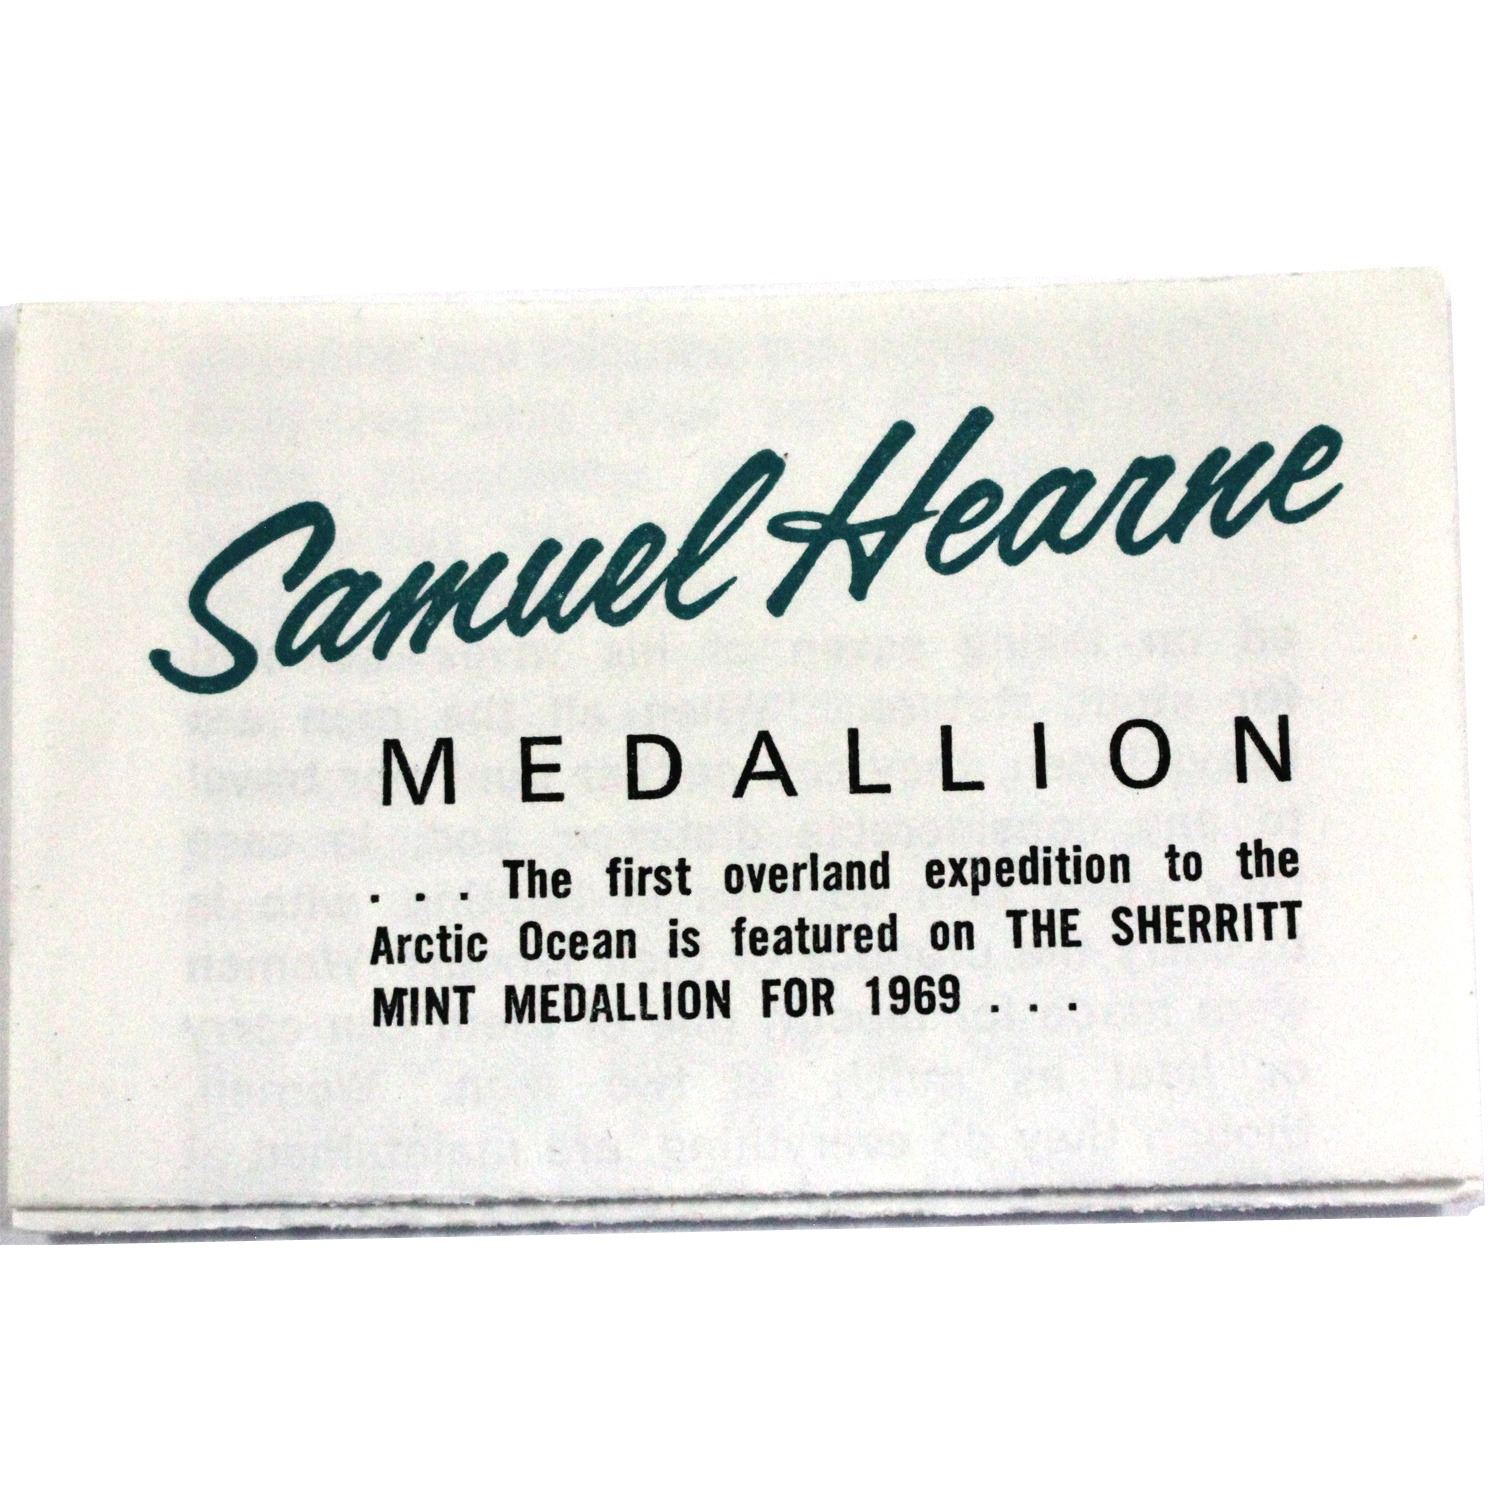 Samuel Hearne
MEDALLION
. . . The first overland expedition to the
Arctic Ocean is featured on THE SHERRITT
MINT MEDALLION FOR 1969 . . .